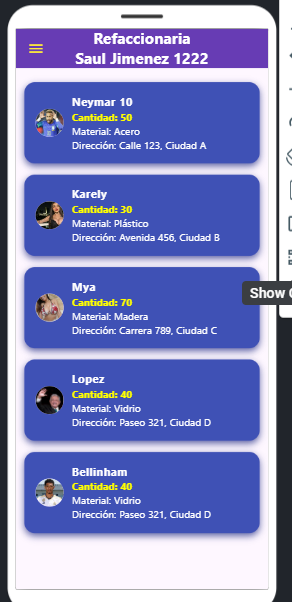 Refaccionaria
Saul Jimenez 1222
Neymar 10
Cantidad: 50
Material: Acero
Dirección: Calle 123, Ciudad A
Karely
Cantidad: 30
Material: Plástico
Dirección: Avenida 456, Ciudad B
Mya
Cantidad: 70
Material: Madera
Dirección: Carrera 789, Ciudad C
Show
Lopez
Cantidad: 40
Material: Vidrio
Dirección: Paseo 321, Ciudad D
Bellinham
Cantidad: 40
Material: Vidrio
Dirección: Paseo 321, Ciudad D